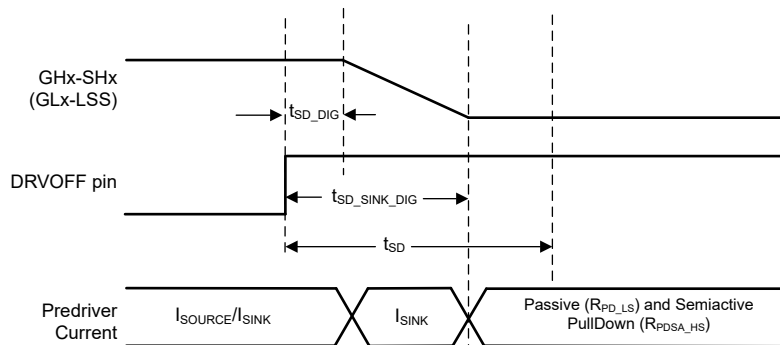 GHx-SHx
(GLx-LSS)
tSD_DIG
DRVOFF pin
tSD_SINK_DIG
tSD
Predriver
Current
ISOURCE/ISINK
ISINK
Passive (RPD_LS) and Semiactive
PullDown (RPDSA_HS)